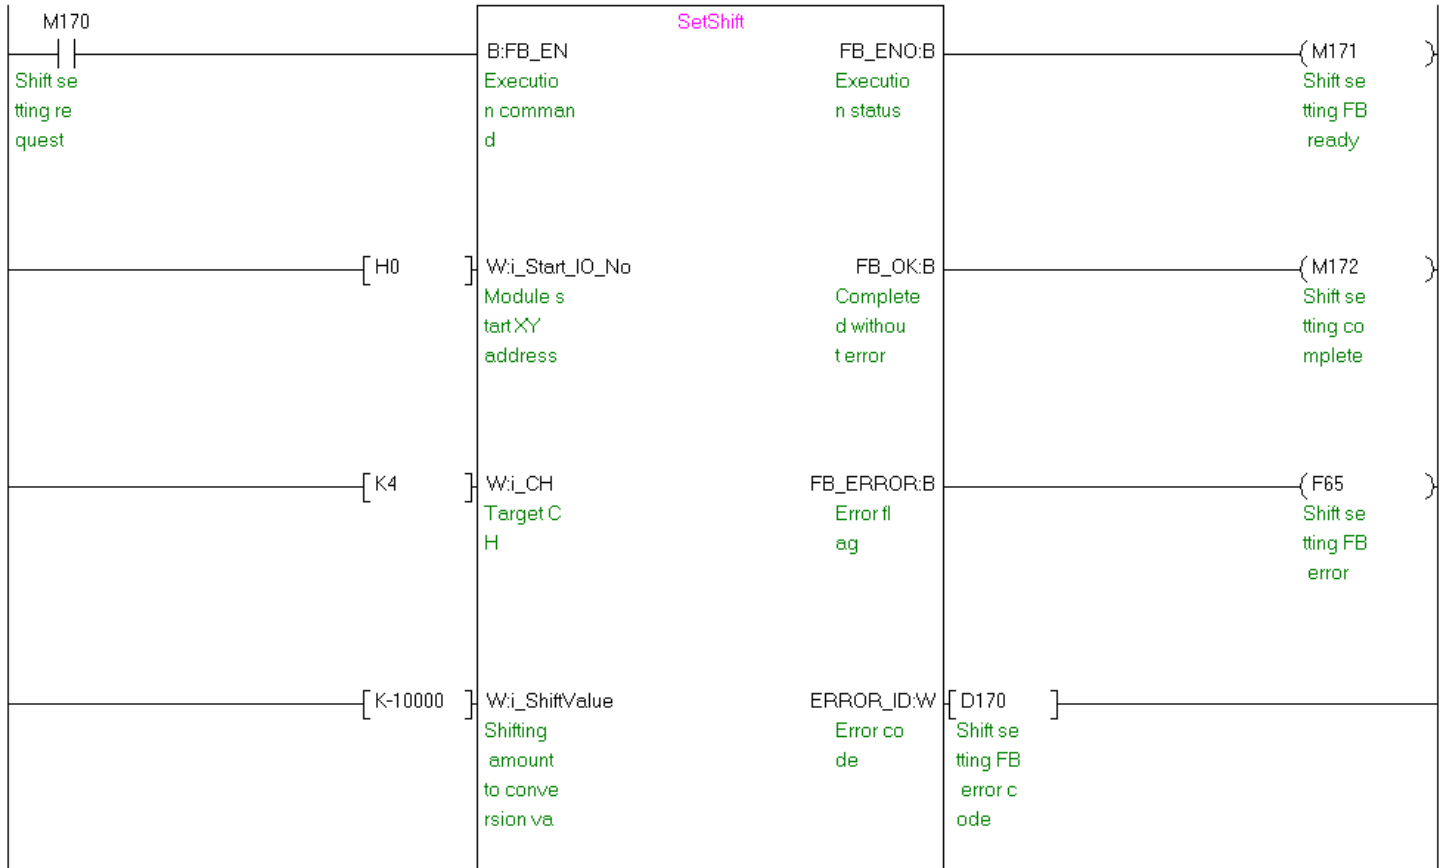 M170 SetShift
B:FB_EN FB_ENO:B M171
Shift se Executio Executio Shift se
tting re n comman n status tting FB
quest d ready
H0 W:i_Start_IO_No FB_OK:B M172
Module s Complete Shift se
tart XY d withou tting co
address t error mplete
K4 W:i_CH FB_ERROR:B F65
Target C Error fl Shift se
H ag tting FB
error
K-10000 W:i_ShiftValue ERROR_ID:W D170
Shifting Error co Shift se
amount de tting FB
to conve error c
rsion va ode